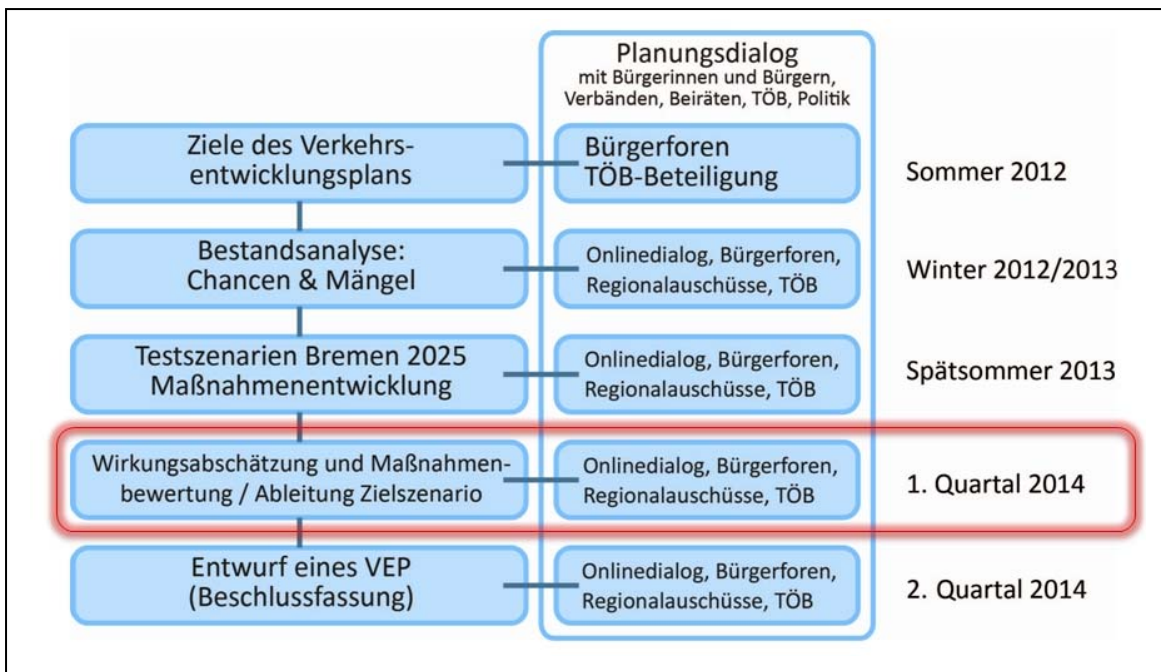 Planungsdialog
mit Bürgerinnen und Bürgern,
Verbänden, Beiräten, TÖB, Politik
Ziele des Verkehrs-
entwicklungsplans
Bürgerforen
TÖB-Beteiligung
Sommer 2012
Bestandsanalyse:
Chancen & Mängel
Onlinedialog, Bürgerforen,
Regionalauschüsse, TÖB
Winter 2012/2013
Testszenarien Bremen 2025
Maßnahmenentwicklung
Onlinedialog, Bürgerforen,
Regionalauschüsse, TÖB
Spätsommer 2013
Wirkungsabschätzung und Maßnahmen-
bewertung / Ableitung Zielszenario
Onlinedialog, Bürgerforen,
Regionalauschüsse, TÖB
1. Quartal 2014
Entwurf eines VEP
(Beschlussfassung)
Onlinedialog, Bürgerforen,
Regionalauschüsse, TÖB
2. Quartal 2014